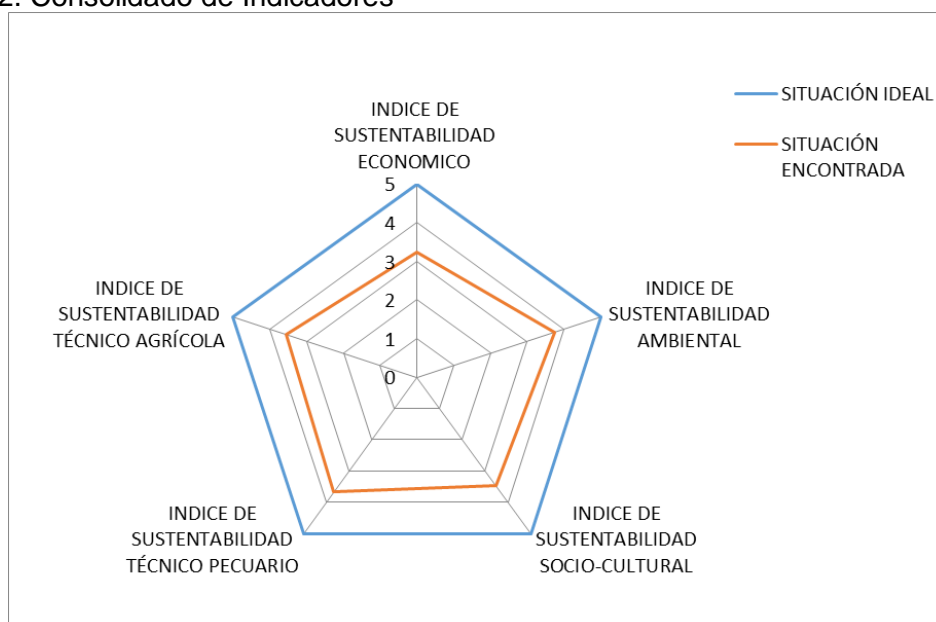 2. Consolidado de Indicadores
SITUACIÓN IDEAL
SITUACIÓN
ENCONTRADA
INDICE DE
SUSTENTABILIDAD
ECONOMICO
5
4
3
2
1
0
INDICE DE
SUSTENTABILIDAD
AMBIENTAL
INDICE DE
SUSTENTABILIDAD
SOCIO-CULTURAL
INDICE DE
SUSTENTABILIDAD
TÉCNICO PECUARIO
INDICE DE
SUSTENTABILIDAD
TÉCNICO AGRÍCOLA